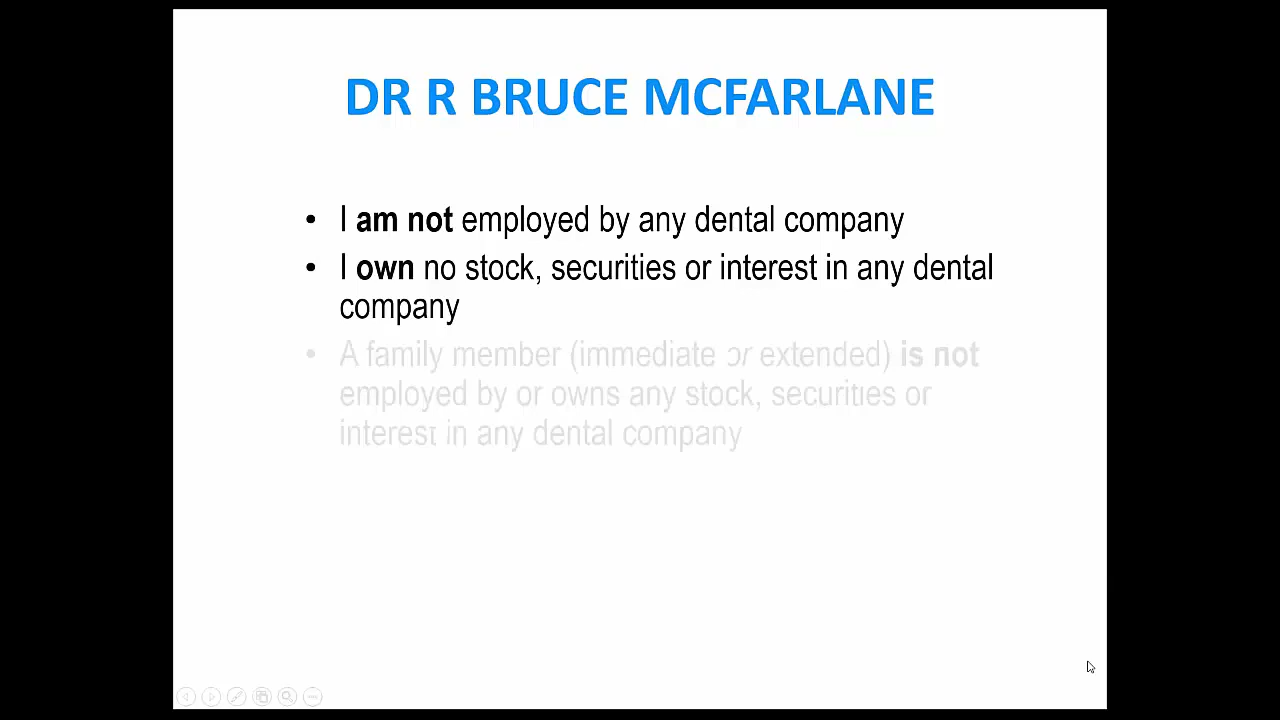 DR R BRUCE MCFARLANE
• I am not employed by any dental company
• I own no stock, securities or interest in any dental
company
• A family member (immediate or extended) is not
employed by or owns any stock, securities or
interest in any dental company